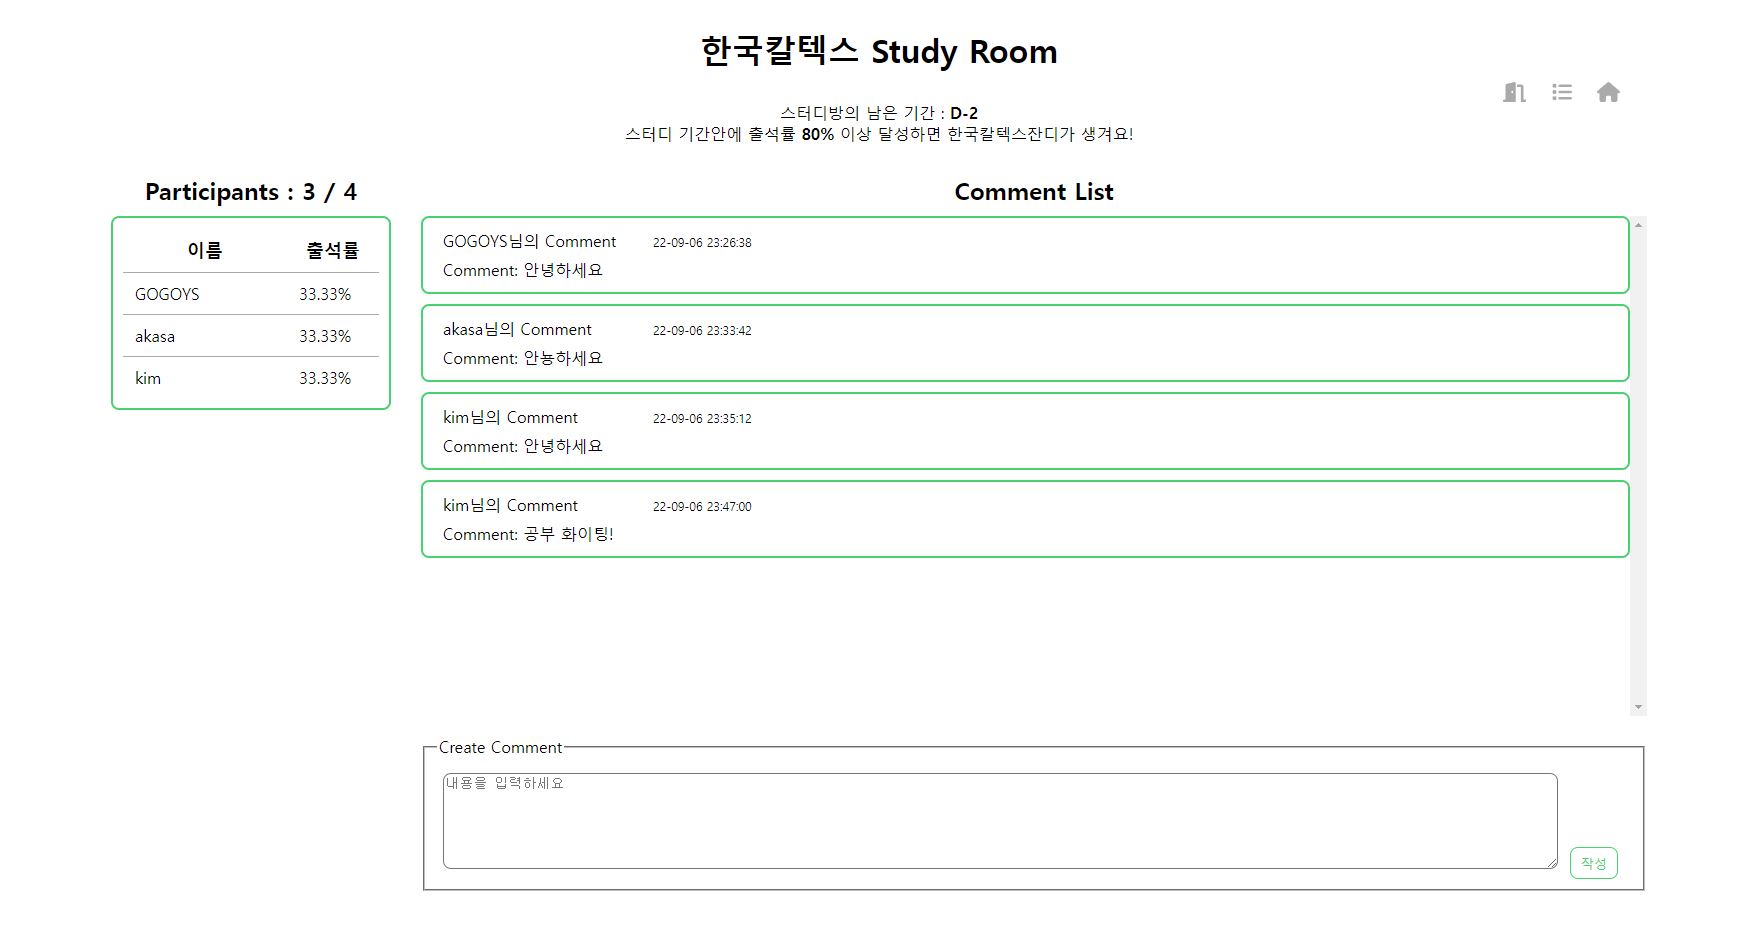 한국칼텍스 Study Room
스터디방의 남은 기간 : D-2
스터디 기간안에 출석률 80% 이상 달성하면 한국칼텍스잔디가 생겨요!
Participants : 3 / 4
이름 출석률
GOGOYS 33.33%
akasa 33.33%
kim 33.33%
Comment List
GOGOYS님의 Comment 22-09-06 23:26:38
Comment: 안녕하세요
akasa님의 Comment 22-09-06 23:33:42
Comment: 안뇽하세요
kim님의 Comment 22-09-06 23:35:12
Comment: 안녕하세요
kim님의 Comment 22-09-06 23:47:00
Comment: 공부 화이팅!
Create Comment
내용을 입력하세요
작성